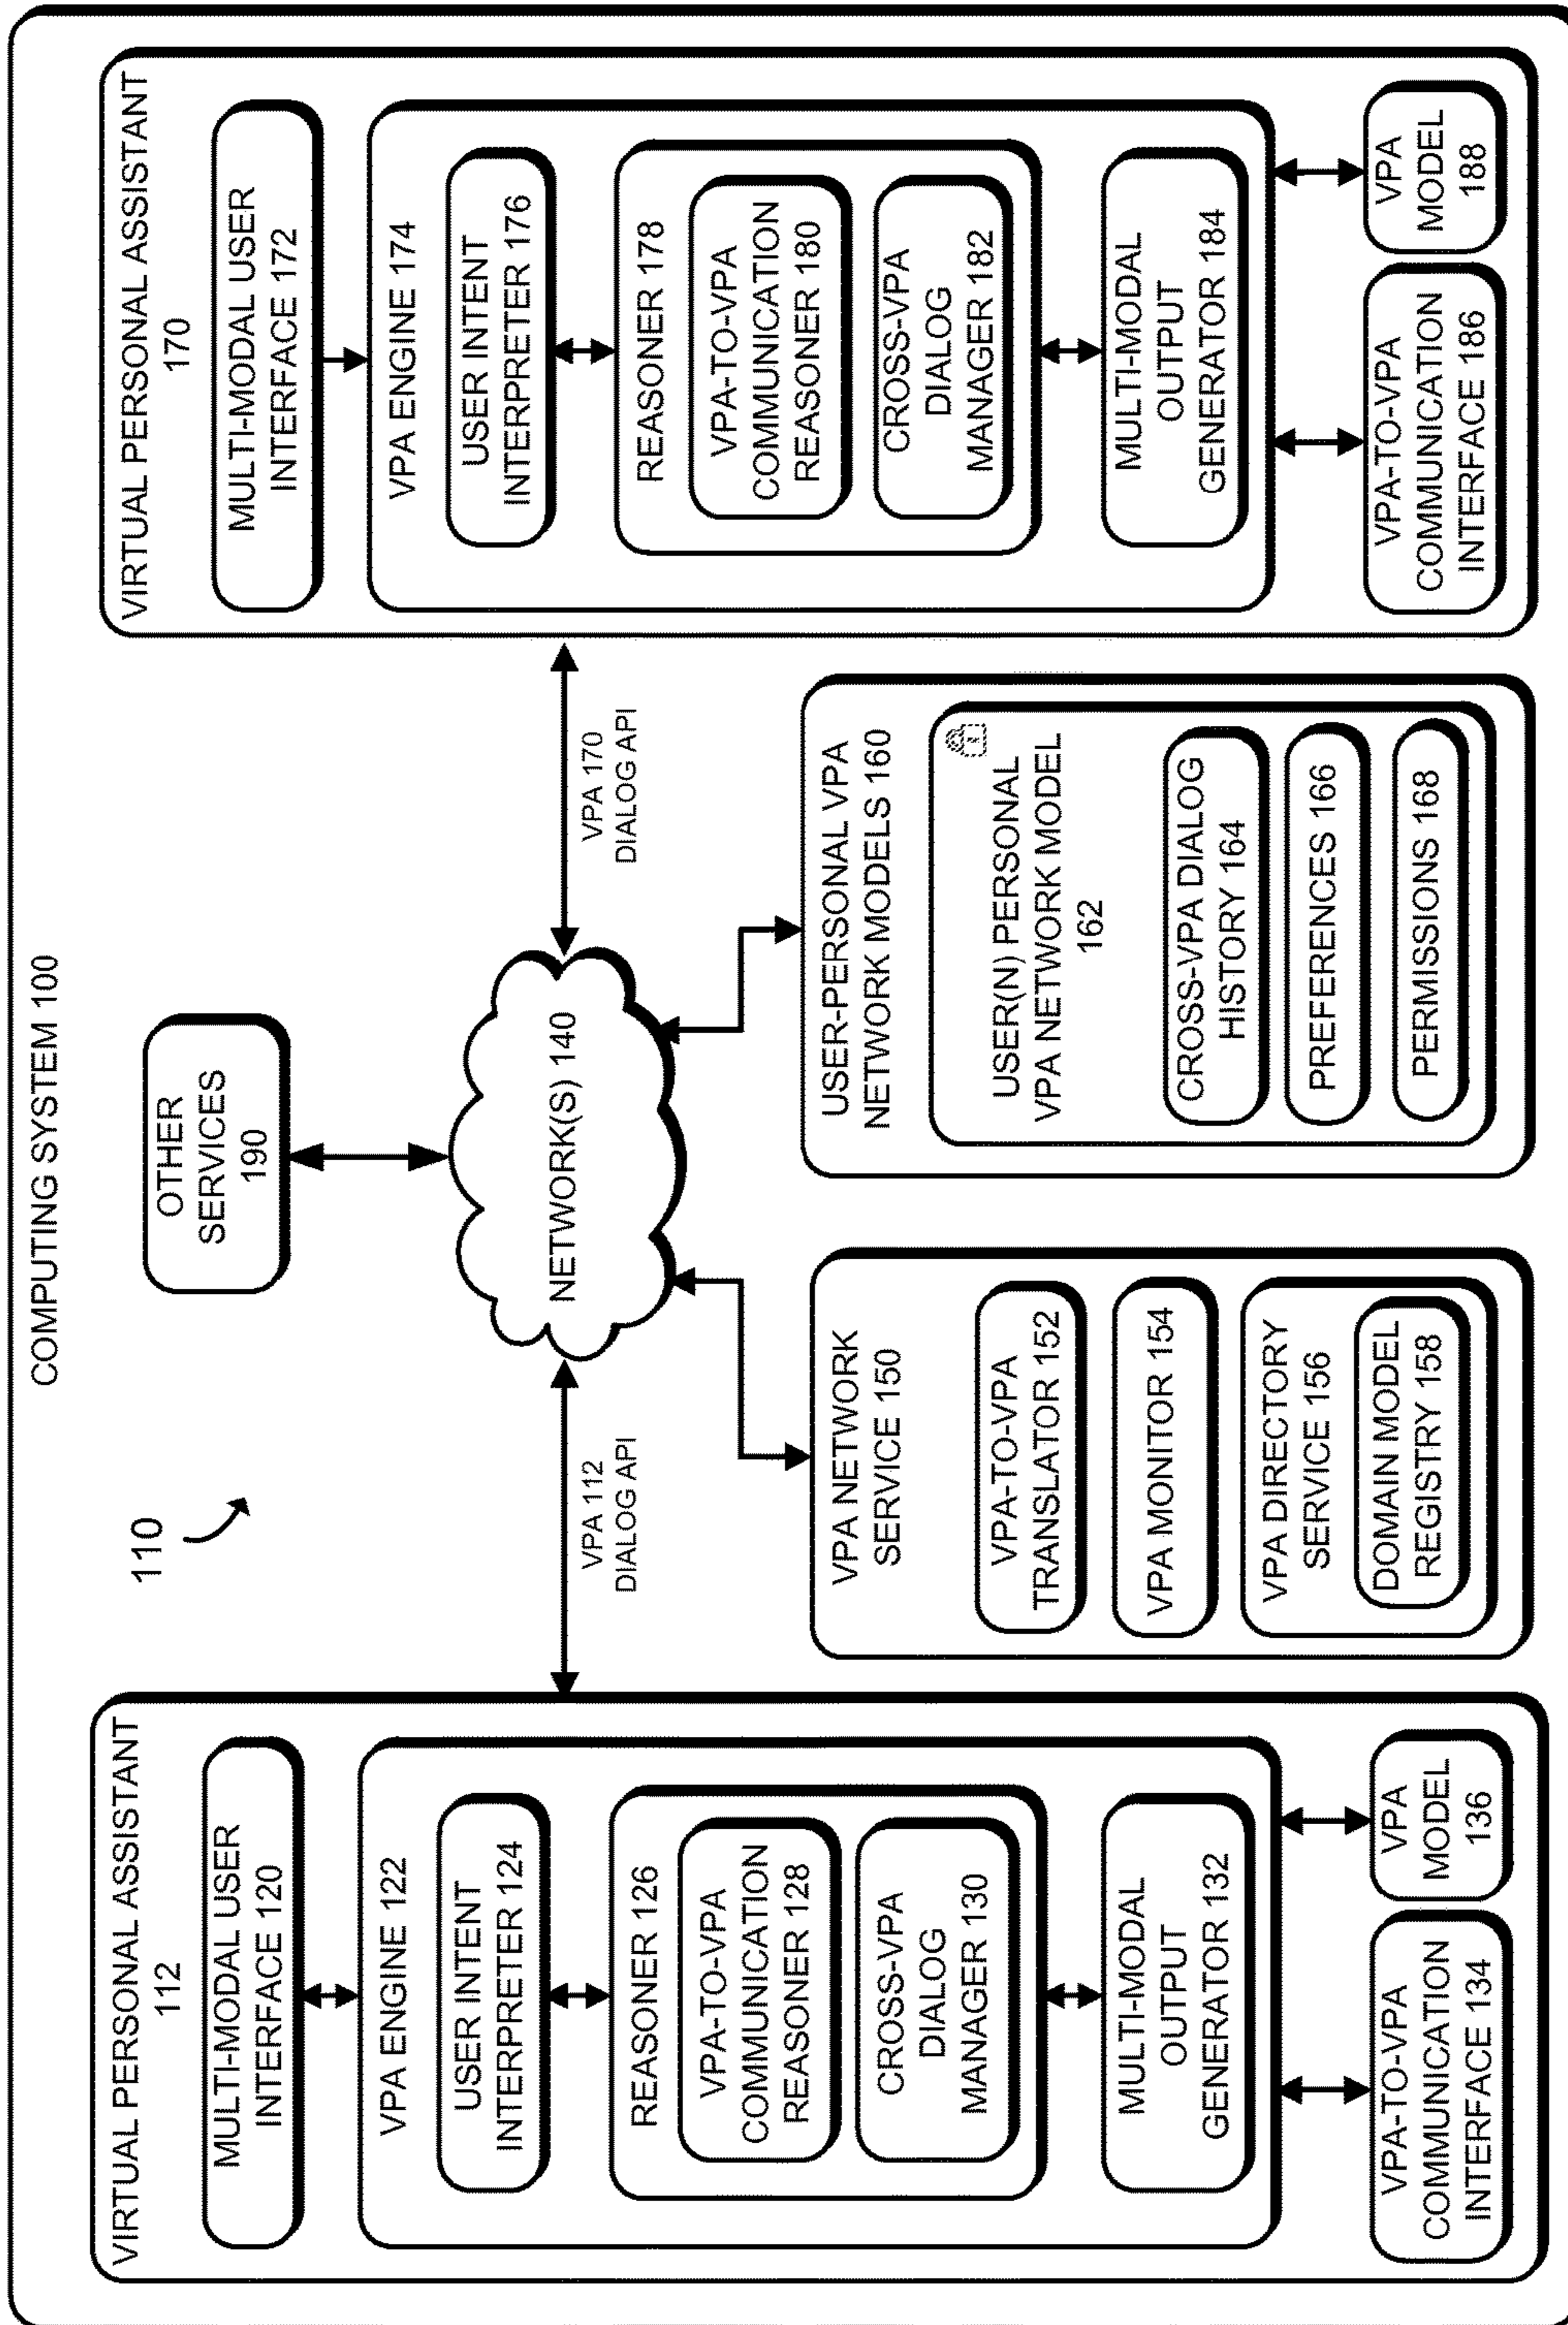 COMPUTING SYSTEM 100
110
VIRTUAL PERSONAL ASSISTANT
112
MULTI-MODAL USER
INTERFACE 120
VPA ENGINE 122
USER INTENT
INTERPRETER 124
REASONER 126
VPA-TO-VPA
COMMUNICATION
REASONER 128
CROSS-VPA
DIALOG
MANAGER 130
MULTI-MODAL
OUTPUT
GENERATOR 132
VPA-TO-VPA
COMMUNICATION
INTERFACE 134
VPA
MODEL
136
VPA 112
DIALOG API
OTHER
SERVICES
190
NETWORK(S) 140
VPA 170
DIALOG API
VPA NETWORK
SERVICE 150
VPA-TO-VPA
TRANSLATOR 152
VPA MONITOR 154
VPA DIRECTORY
SERVICE 156
DOMAIN MODEL
REGISTRY 158
USER-PERSONAL VPA
NETWORK MODELS 160
USER(N) PERSONAL
VPA NETWORK MODEL
162
CROSS-VPA DIALOG
HISTORY 164
PREFERENCES 166
PERMISSIONS 168
VIRTUAL PERSONAL ASSISTANT
170
MULTI-MODAL USER
INTERFACE 172
VPA ENGINE 174
USER INTENT
INTERPRETER 176
REASONER 178
VPA-TO-VPA
COMMUNICATION
REASONER 180
CROSS-VPA
DIALOG
MANAGER 182
MULTI-MODAL
OUTPUT
GENERATOR 184
VPA-TO-VPA
COMMUNICATION
INTERFACE 186
VPA
MODEL
188